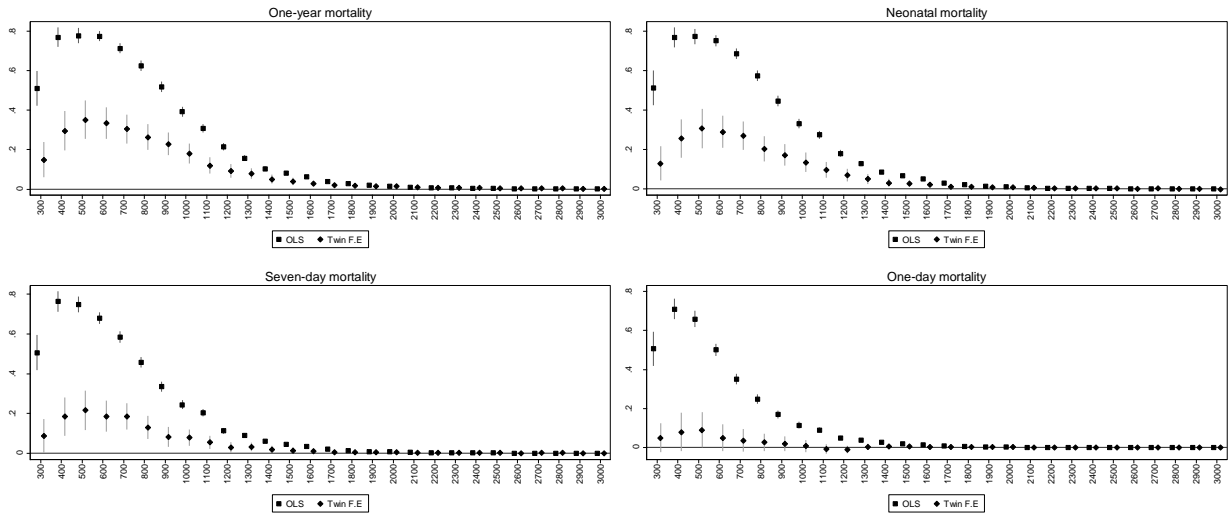 One-year mortality
.8
.6
.4
.2
0
300 400 500 600 700 800 900 1000 1100 1200 1300 1400 1500 1600 1700 1800 1900 2000 2100 2200 2300 2400 2500 2600 2700 2800 2900 3000
OLS Twin F.E
Neonatal mortality
.8
.6
.4
.2
0
300 400 500 600 700 800 900 1000 1100 1200 1300 1400 1500 1600 1700 1800 1900 2000 2100 2200 2300 2400 2500 2600 2700 2800 2900 3000
OLS Twin F.E
Seven-day mortality
.8
.6
.4
.2
0
300 400 500 600 700 800 900 1000 1100 1200 1300 1400 1500 1600 1700 1800 1900 2000 2100 2200 2300 2400 2500 2600 2700 2800 2900 3000
OLS Twin F.E
One-day mortality
.8
.6
.4
.2
0
300 400 500 600 700 800 900 1000 1100 1200 1300 1400 1500 1600 1700 1800 1900 2000 2100 2200 2300 2400 2500 2600 2700 2800 2900 3000
OLS Twin F.E